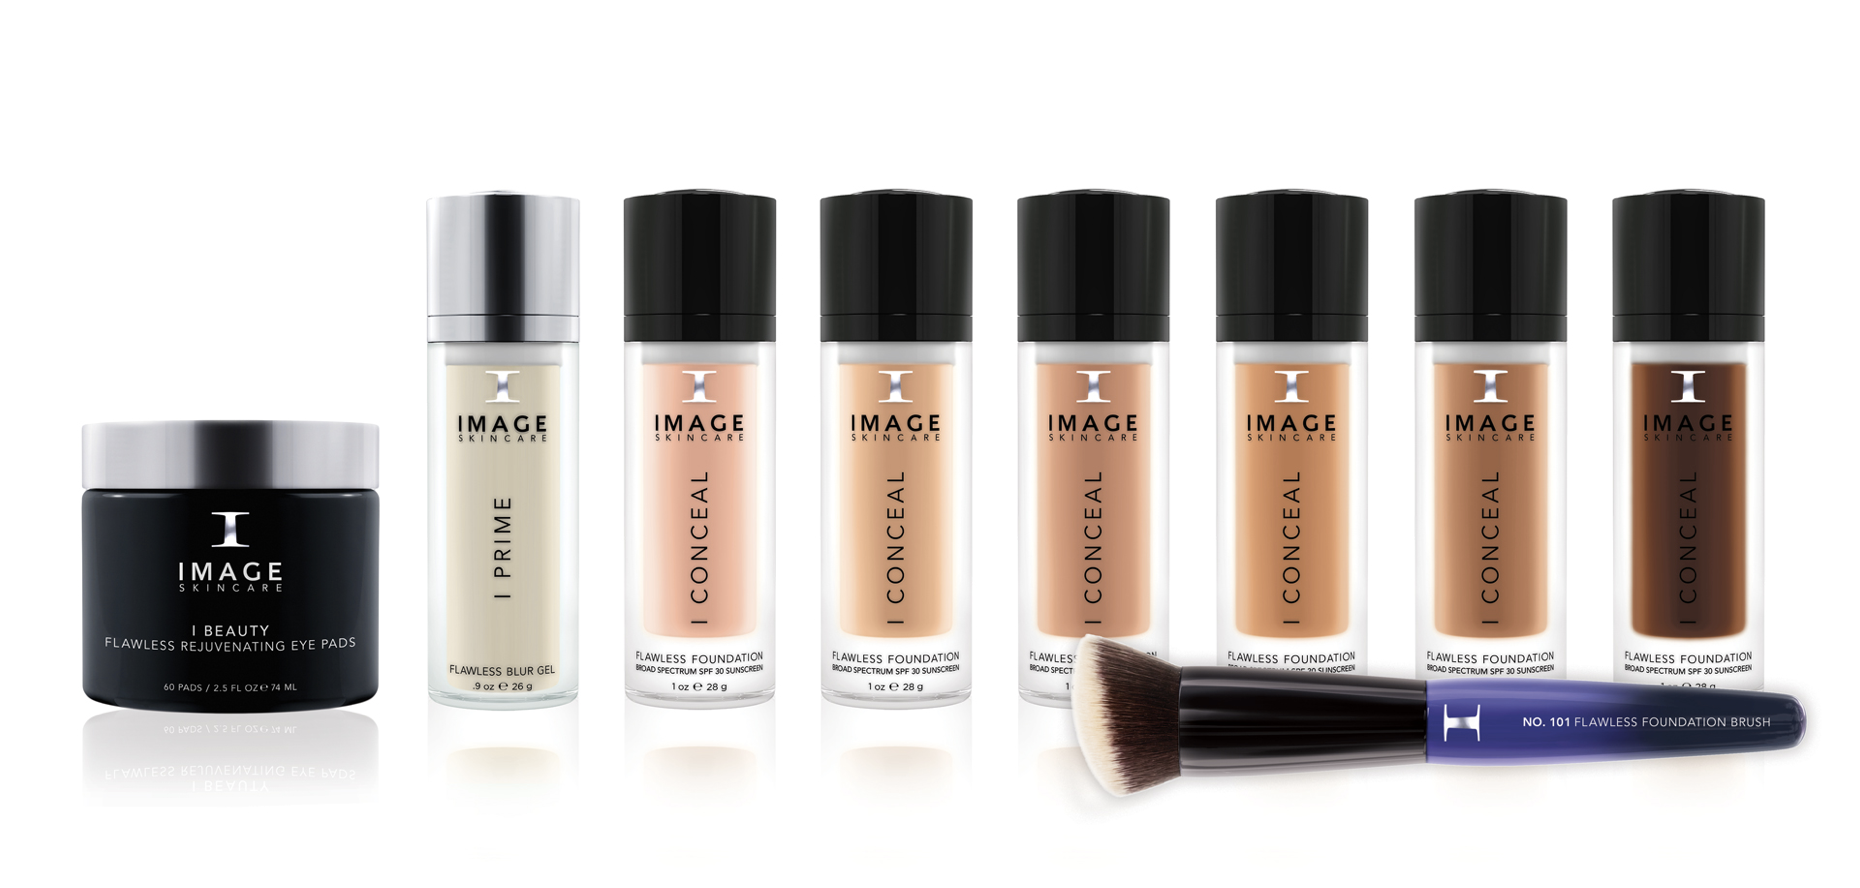 I
IMAGE
SKINCARE
I BEAUTY
FLAWLESS REJUVENATING EYE PADS
60 PADS / 2.5 FL OZ ℮ 74 ML
I
IMAGE
SKINCARE
I PRIME
FLAWLESS BLUR GEL
.9 oz ℮ 26 g
I
IMAGE
SKINCARE
I CONCEAL
FLAWLESS FOUNDATION
BROAD SPECTRUM SPF 30 SUNSCREEN
1 oz ℮ 28 g
I
IMAGE
SKINCARE
I CONCEAL
FLAWLESS FOUNDATION
BROAD SPECTRUM SPF 30 SUNSCREEN
1 oz ℮ 28 g
I
IMAGE
SKINCARE
I CONCEAL
I
IMAGE
SKINCARE
I CONCEAL
FLAWLESS FOUNDATION
I
IMAGE
SKINCARE
I CONCEAL
FLAWLESS FOUNDATION
BROAD SPECTRUM SPF 30 SUNSCREEN
I
IMAGE
SKINCARE
I CONCEAL
FLAWLESS FOUNDATION
BROAD SPECTRUM SPF 30 SUNSCREEN
I
NO. 101 FLAWLESS FOUNDATION BRUSH